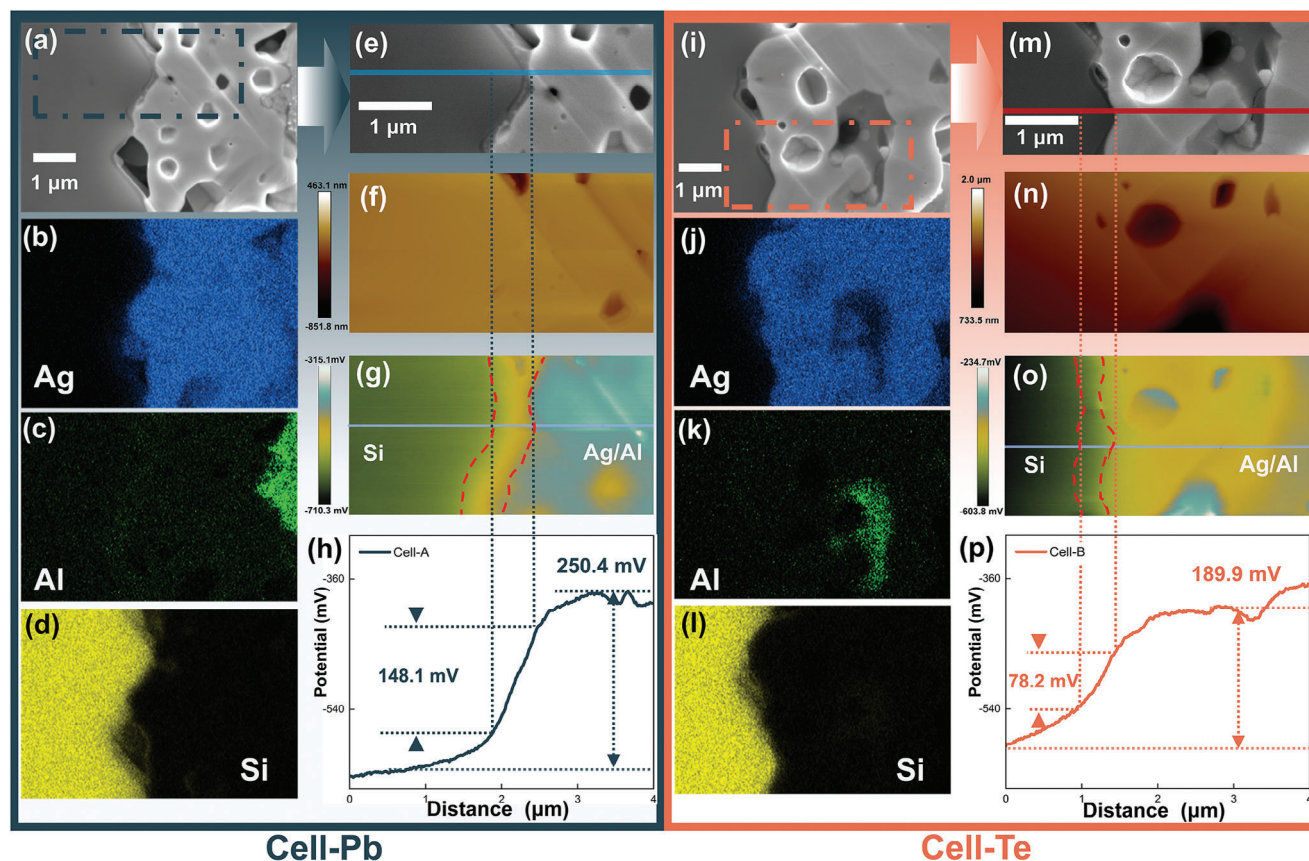 (a)
1 μm
(b)
Ag
(c)
Al
(d)
Si
(e)
1 μm
463.1 nm
-851.8 nm
(f)
-315.1mV
-710.3 mV
(g)
Si
Ag/Al
(h)
Cell-A
250.4 mV
148.1 mV
-360
-540
Potential (mV)
0
1
2
3
4
Distance (μm)
Cell-Pb
(i)
1 μm
(j)
Ag
(k)
Al
(l)
Si
(m)
1 μm
2.0 μm
733.5 nm
(n)
-234.7mV
-603.8 mV
(o)
Si
Ag/Al
(p)
Cell-B
189.9 mV
78.2 mV
-360
-540
Potential (mV)
0
1
2
3
4
Distance (μm)
Cell-Te